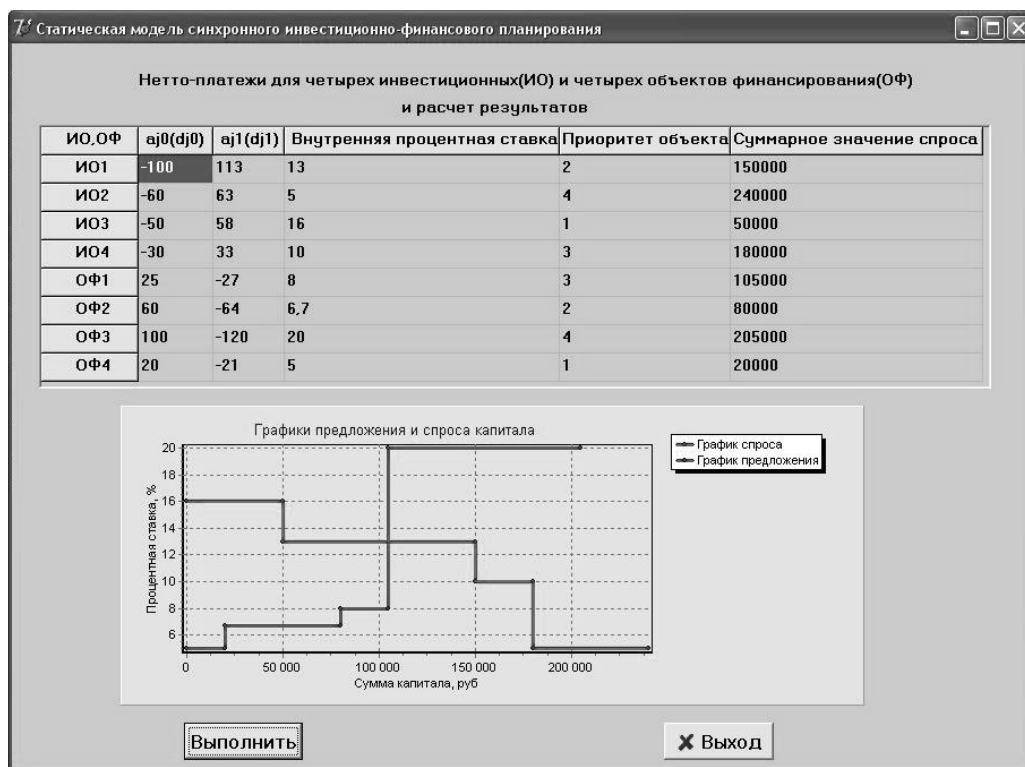 Статическая модель синхронного инвестиционно-финансового планирования
Нетто-платежи для четырех инвестиционных(ИО) и четырех объектов финансирования(ОФ)
и расчет результатов
ИО,ОФ aj0(dj0) aj1(dj1) Внутренняя процентная ставка Приоритет объекта Суммарное значение спроса
ИО1 -100 113 13 2 150000
ИО2 -60 63 5 4 240000
ИО3 -50 58 16 1 50000
ИО4 -30 33 10 3 180000
ОФ1 25 -27 8 3 105000
ОФ2 60 -64 6,7 2 80000
ОФ3 100 -120 20 4 205000
ОФ4 20 -21 5 1 20000
Графики предложения и спроса капитала
График спроса
График предложения
Процентная ставка, %
20
18
16
14
12
10
8
6
0 50 000 100 000 150 000 200 000
Сумма капитала, руб
Выполнить Выход